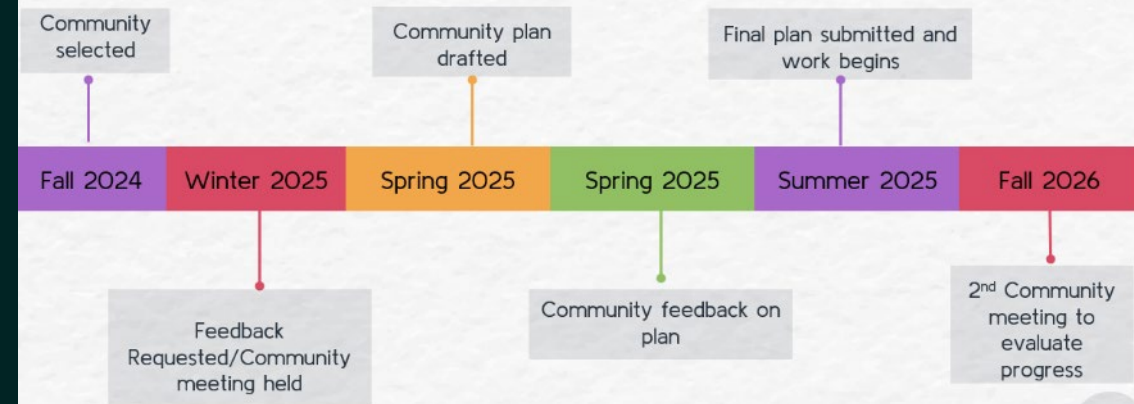 Community
selected
Community plan
drafted
Final plan submitted and
work begins
Fall 2024
Winter 2025
Spring 2025
Spring 2025
Summer 2025
Fall 2026
Feedback
Requested/Community
meeting held
Community feedback on
plan
2nd Community
meeting to
evaluate
progress